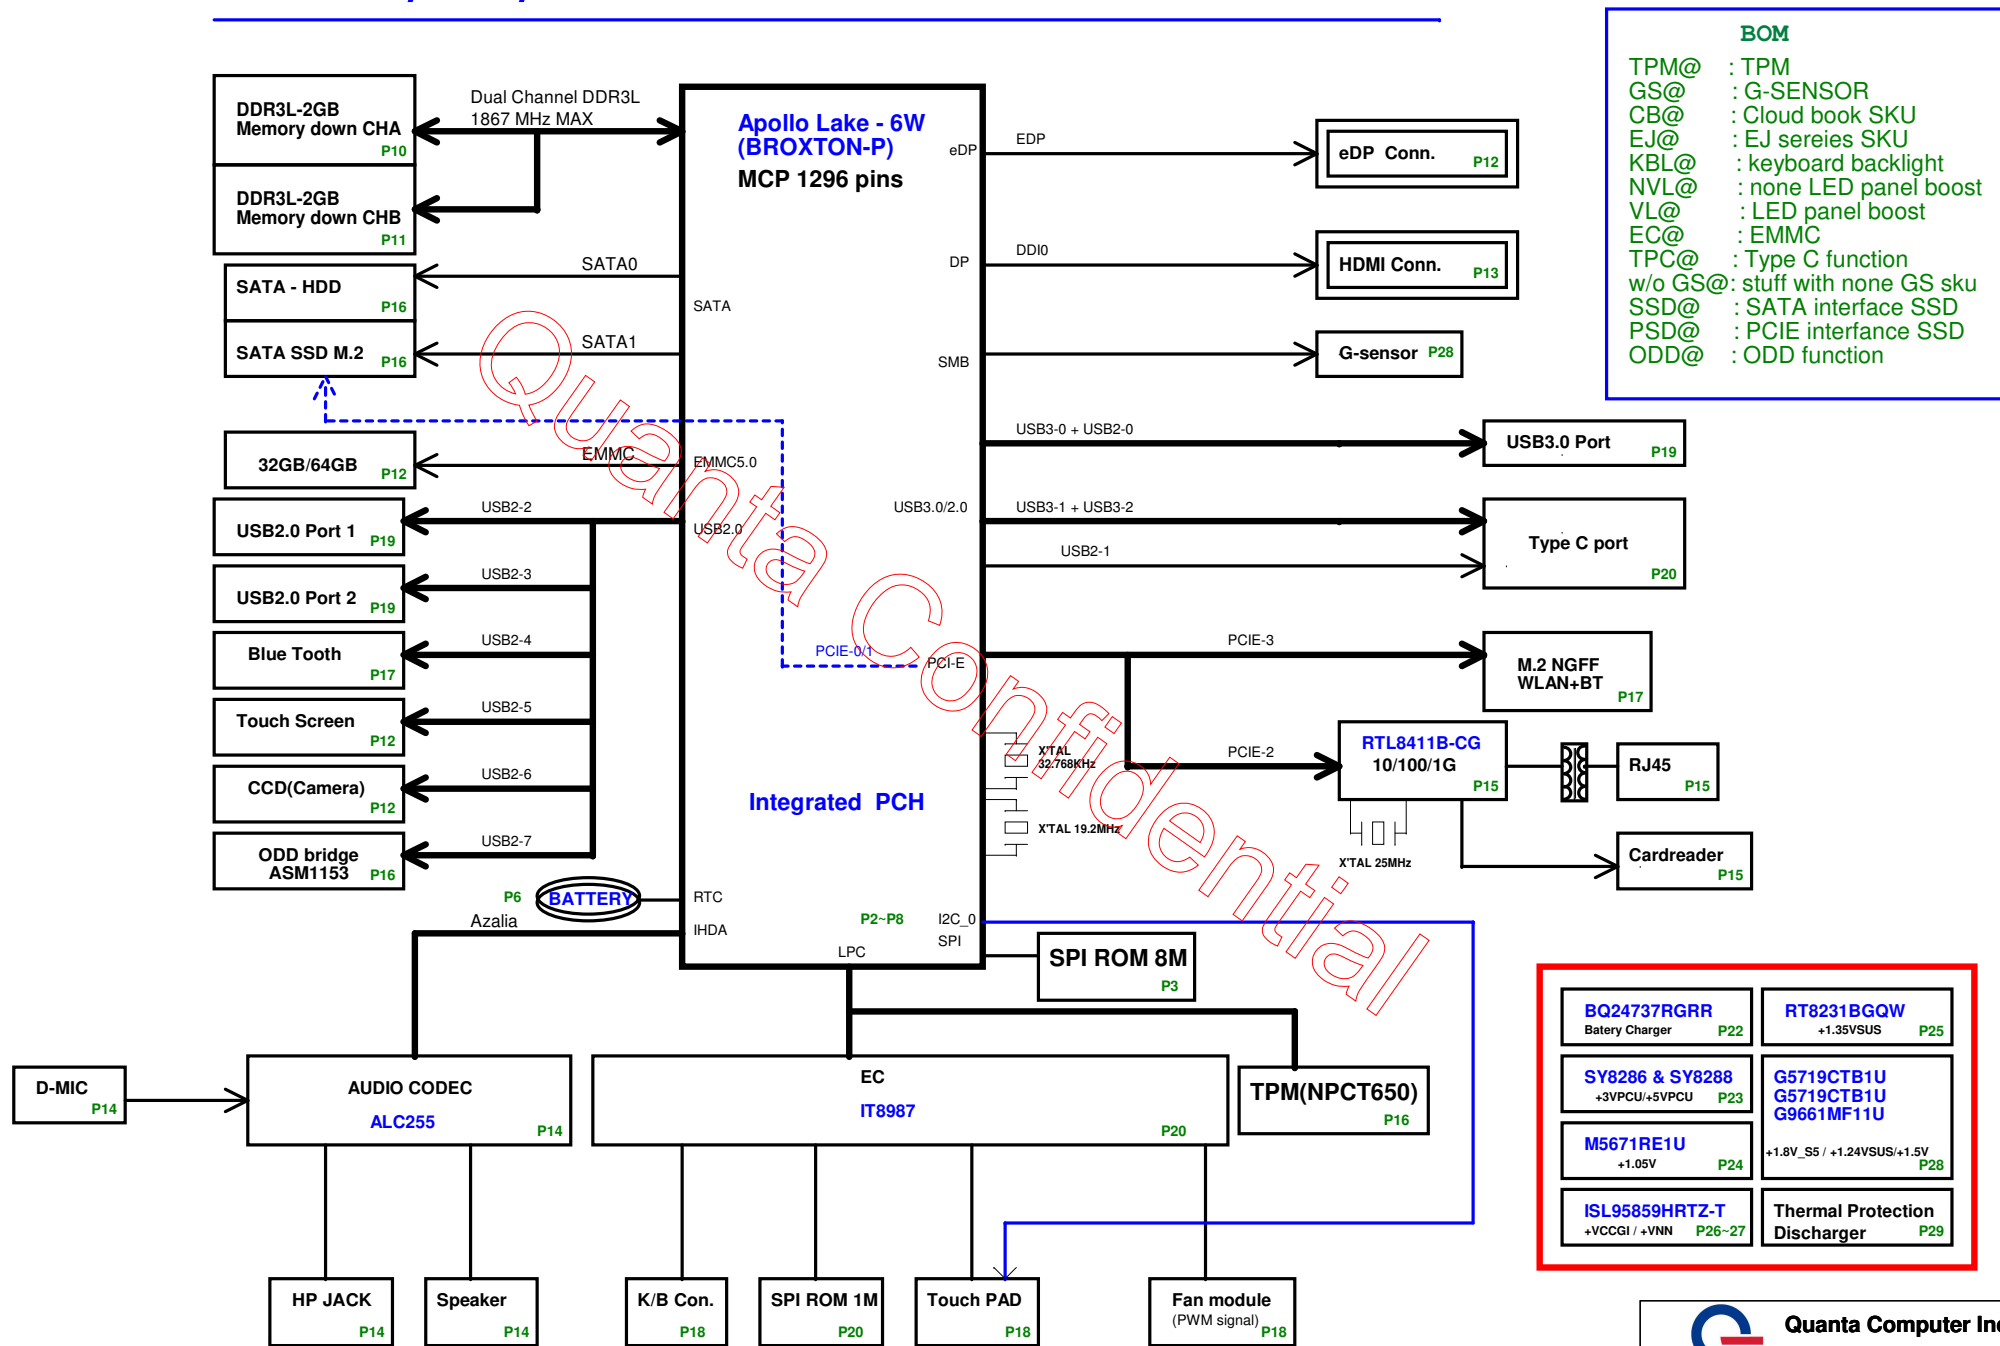 BOM
TPM@ : TPM
GS@ : G-SENSOR
CB@ : Cloud book SKU
EJ@ : EJ sereies SKU
KBL@ : keyboard backlight
NVL@ : none LED panel boost
VL@ : LED panel boost
EC@ : EMMC
TPC@ : Type C function
w/o GS@: stuff with none GS sku
SSD@ : SATA interface SSD
PSD@ : PCIE interfance SSD
ODD@ : ODD function
DDR3L-2GB
Memory down CHA
P10
DDR3L-2GB
Memory down CHB
P11
Dual Channel DDR3L
1867 MHz MAX
SATA - HDD
P16
SATA0
SATA SSD M.2
P16
SATA1
32GB/64GB
P12
EMMC
USB2.0 Port 1
P19
USB2-2
USB2.0 Port 2
P19
USB2-3
Blue Tooth
P17
USB2-4
Touch Screen
P12
USB2-5
CCD(Camera)
P12
USB2-6
ODD bridge
ASM1153
P16
USB2-7
P6
BATTERY
Azalia
Apollo Lake - 6W
(BROXTON-P)
MCP 1296 pins
eDP
DP
SATA
SMB
EMMC5.0
USB3.0/2.0
USB2.0
PCIE-0/1
PCI-E
Integrated PCH
RTC
P2~P8
I2C_0
IHDA
SPI
LPC
EDP
eDP Conn.
P12
DDI0
HDMI Conn.
P13
G-sensor
P28
USB3-0 + USB2-0
USB3.0 Port
P19
USB3-1 + USB3-2
USB2-1
Type C port
P20
PCIE-3
M.2 NGFF
WLAN+BT
P17
PCIE-2
RTL8411B-CG
10/100/1G
P15
RJ45
P15
X'TAL
32.768KHz
X'TAL 19.2MHz
X'TAL 25MHz
Cardreader
P15
SPI ROM 8M
P3
D-MIC
P14
AUDIO CODEC
ALC255
P14
EC
IT8987
P20
TPM(NPCT650)
P16
HP JACK
P14
Speaker
P14
K/B Con.
P18
SPI ROM 1M
P20
Touch PAD
P18
Fan module
(PWM signal)
P18
BQ24737RGRR
Batery Charger
P22
RT8231BGQW
+1.35VSUS
P25
SY8286 & SY8288
+3VPCU/+5VPCU
P23
G5719CTB1U
G5719CTB1U
G9661MF11U
+1.8V_S5 / +1.24VSUS/+1.5V
P28
M5671RE1U
+1.05V
P24
ISL95859HRTZ-T
+VCCGI / +VNN
P26~27
Thermal Protection
Discharger
P29
Quanta Confidential
Quanta Computer Inc